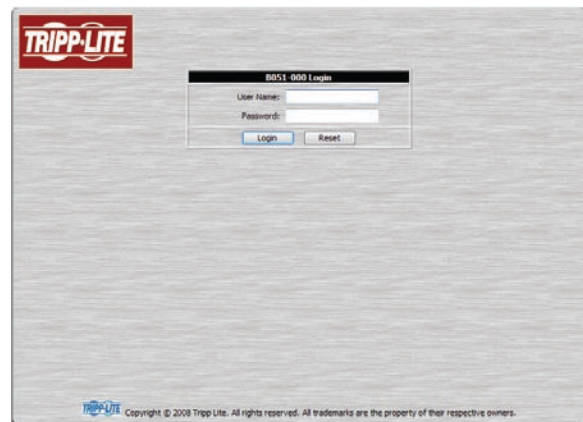 TRIPP·LITE
B051-000 Login
User Name:
Password:
Login Reset
TRIPP·LITE Copyright © 2008 Tripp Lite. All rights reserved. All trademarks are the property of their respective owners.